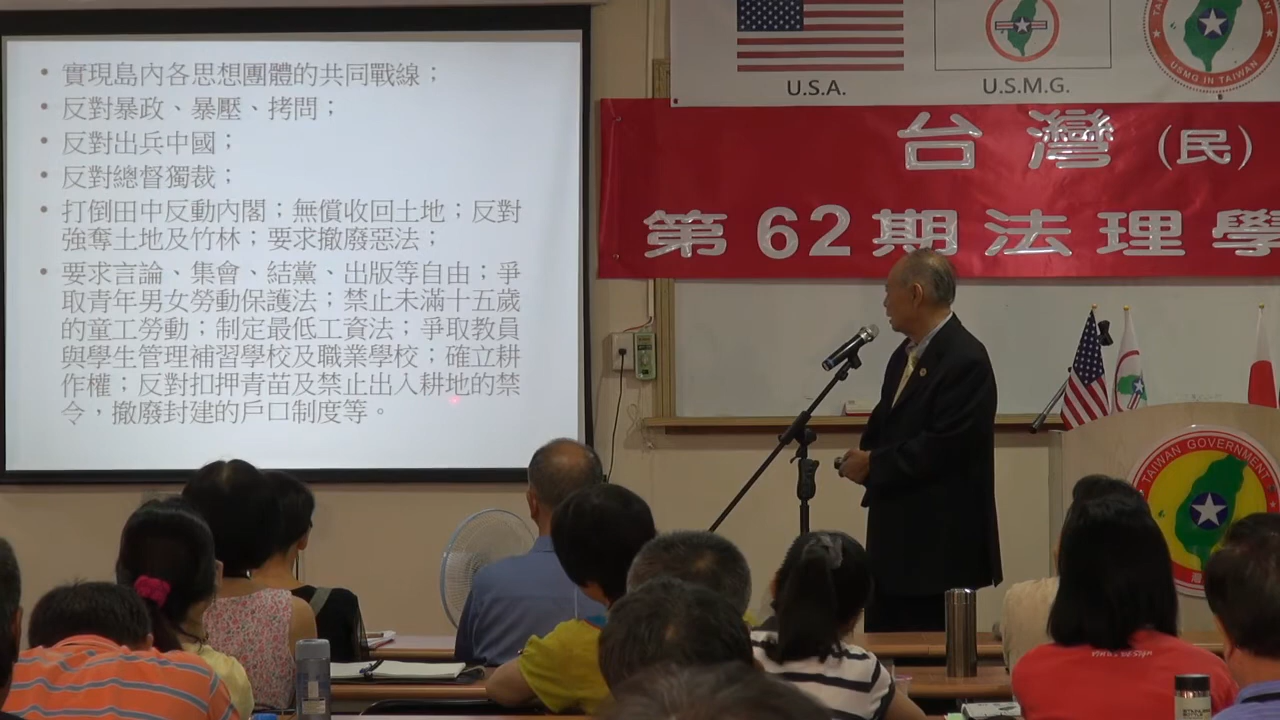 • 實現島內各思想團體的共同戰線；
• 反對暴政、暴壓、拷問；
• 反對出兵中國；
• 反對總督獨裁；
• 打倒田中反動內閣；無償收回土地；反對
強奪土地及竹林；要求撤廢惡法；
• 要求言論、集會、結黨、出版等自由；爭
取青年男女勞動保護法；禁止未滿十五歲
的童工勞動；制定最低工資法；爭取教員
與學生管理補習學校及職業學校；確立耕
作權；反對扣押青苗及禁止出入耕地的禁
令，撤廢封建的戶口制度等。
U.S.A.
U.S.M.G.
USMG IN TAIWAN
台灣(民)
第62期法理學
TAIWAN GOVERNMENT